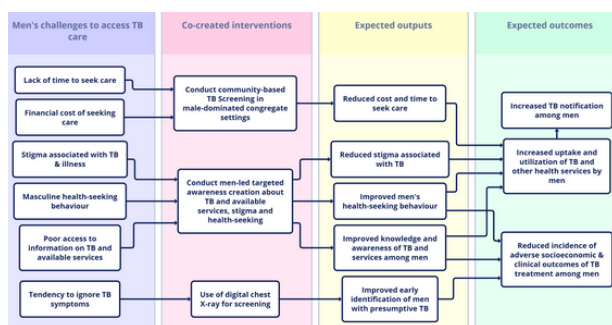 Men's challenges to access TB
care
Co-created interventions
Expected outputs
Expected outcomes
Lack of time to seek care
Financial cost of seeking
care
Stigma associated with TB
& illness
Masculine health-seeking
behaviour
Poor access to
information on TB and
available services
Tendency to ignore TB
symptoms
Conduct community-based
TB Screening in
male-dominated congregate
settings
Conduct men-led targeted
awareness creation about
TB and available
services, stigma and
health-seeking
Use of digital chest
X-ray for screening
Reduced cost and time to
seek care
Reduced stigma associated
with TB
Improved men's
health-seeking behaviour
Improved knowledge and
awareness of TB and
services among men
Improved early
identification of men
with presumptive TB
Increased TB notification
among men
Increased uptake and
utilization of TB and
other health services by
men
Reduced incidence of
adverse socioeconomic &
clinical outcomes of TB
treatment among men